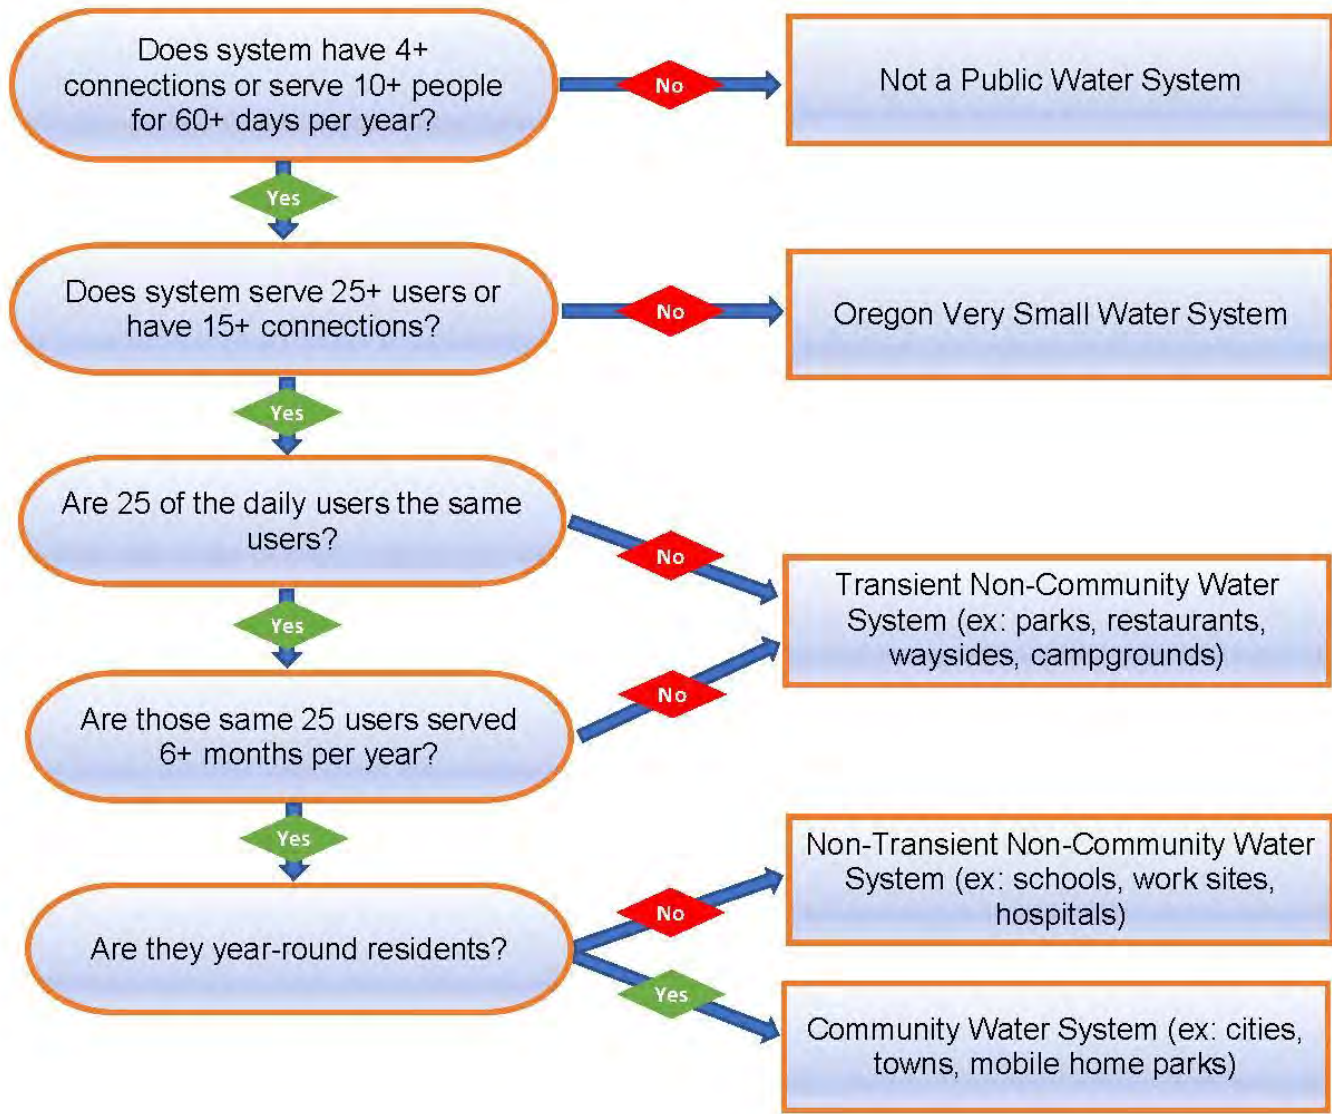 Does system have 4+
connections or serve 10+ people
for 60+ days per year?
No
Not a Public Water System
Yes
Does system serve 25+ users or
have 15+ connections?
No
Oregon Very Small Water System
Yes
Are 25 of the daily users the same
users?
No
Transient Non-Community Water
System (ex: parks, restaurants,
waysides, campgrounds)
Yes
Are those same 25 users served
6+ months per year?
No
Yes
Are they year-round residents?
No
Non-Transient Non-Community Water
System (ex: schools, work sites,
hospitals)
Yes
Community Water System (ex: cities,
towns, mobile home parks)